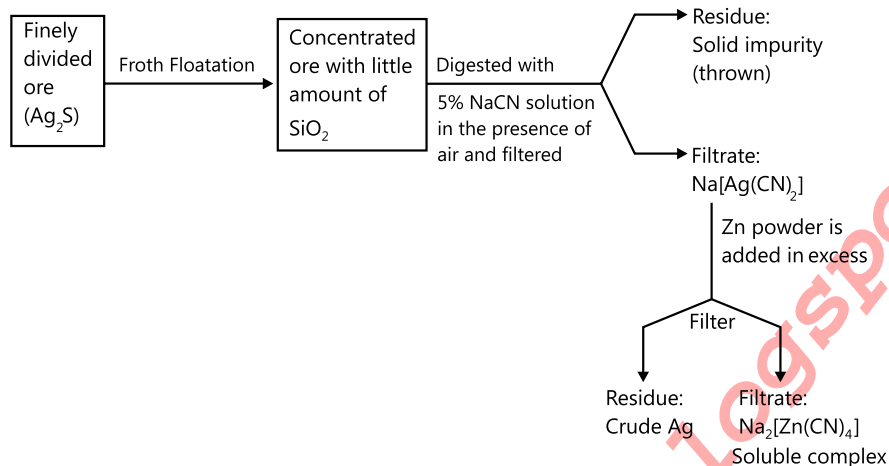 Finely
divided
ore
(Ag₂S)
Froth Floatation
Concentrated
ore with little
amount of
SiO₂
Digested with
5% NaCN solution
in the presence of
air and filtered
Residue:
Solid impurity
(thrown)
Filtrate:
Na[Ag(CN)₂]
Zn powder is
added in excess
Filter
Residue:
Crude Ag
Filtrate:
Na₂[Zn(CN)₄]
Soluble complex
logspo